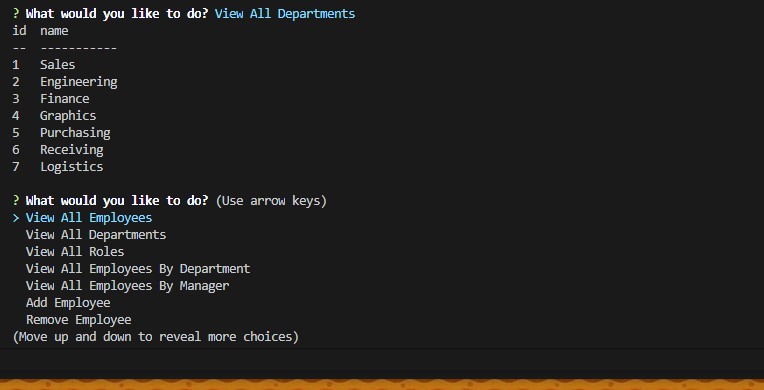 ? What would you like to do? View All Departments
id  name
--  -----------
1   Sales
2   Engineering
3   Finance
4   Graphics
5   Purchasing
6   Receiving
7   Logistics

? What would you like to do? (Use arrow keys)
> View All Employees
  View All Departments
  View All Roles
  View All Employees By Department
  View All Employees By Manager
  Add Employee
  Remove Employee
(Move up and down to reveal more choices)